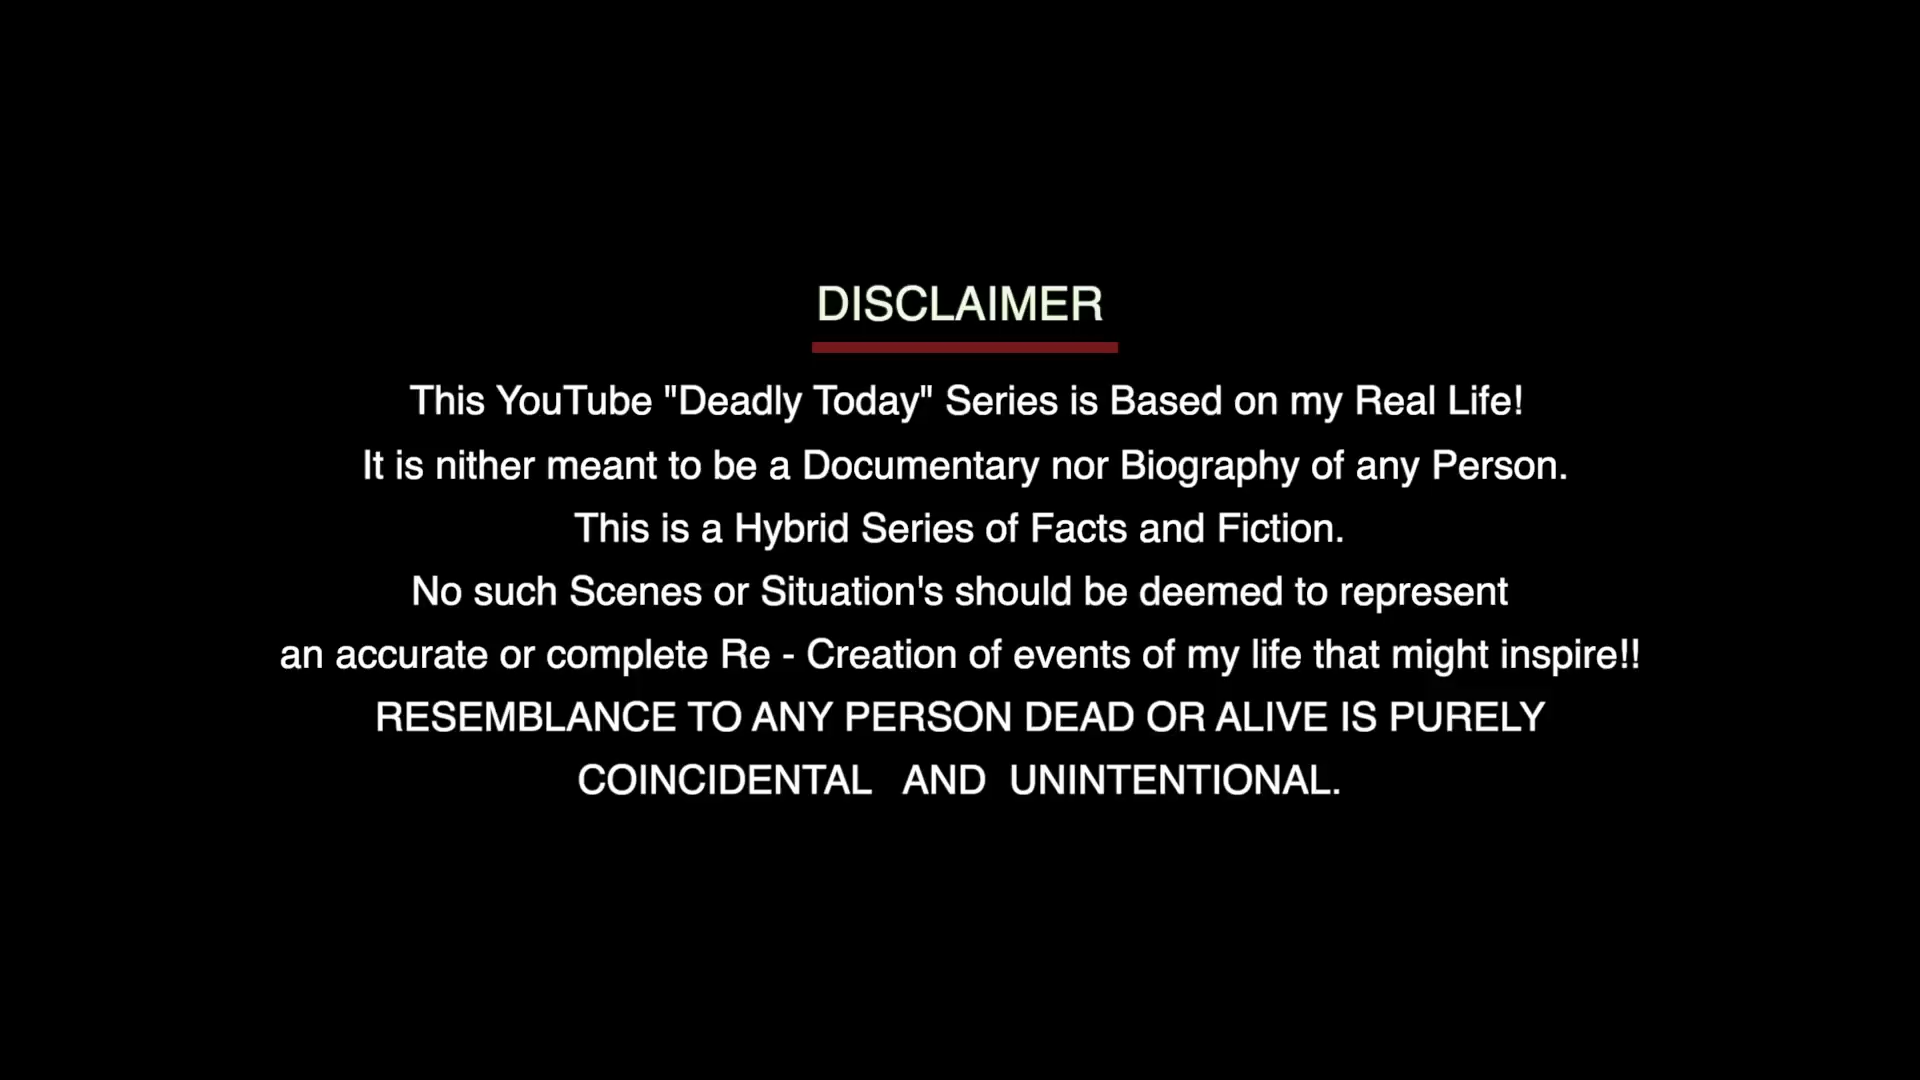 DISCLAIMER
This YouTube "Deadly Today" Series is Based on my Real Life!
It is nither meant to be a Documentary nor Biography of any Person.
This is a Hybrid Series of Facts and Fiction.
No such Scenes or Situation's should be deemed to represent
an accurate or complete Re - Creation of events of my life that might inspire!!
RESEMBLANCE TO ANY PERSON DEAD OR ALIVE IS PURELY
COINCIDENTAL AND UNINTENTIONAL.